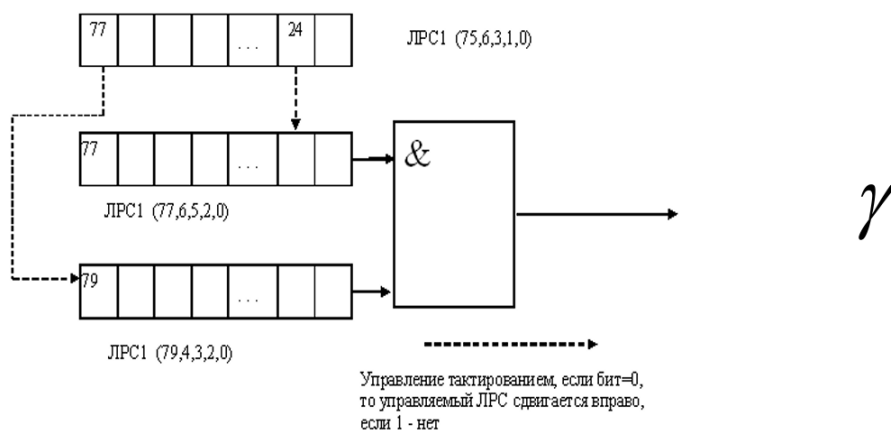 77 ... 24
ЛРС1 (75,6,3,1,0)
77 ...
&
ЛРС1 (77,6,5,2,0)
γ
79 ...
ЛРС1 (79,4,3,2,0)
Управление тактированием, если бит=0,
то управляемый ЛРС сдвигается вправо,
если 1 - нет